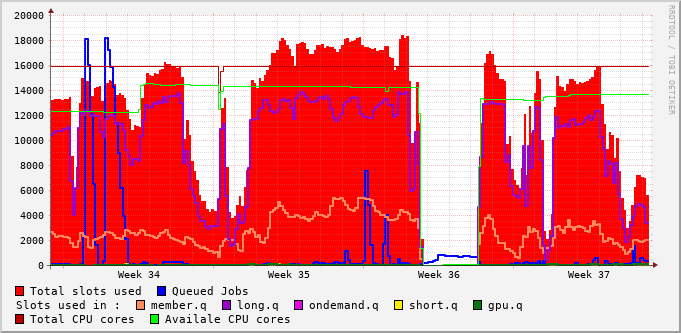 20000
18000
16000
14000
12000
10000
8000
6000
4000
2000
0
Week 34 Week 35 Week 36 Week 37
Total slots used Queued Jobs
Slots used in : member.q long.q ondemand.q short.q gpu.q
Total CPU cores Availale CPU cores
RRDTOOL / TOBI OETIKER